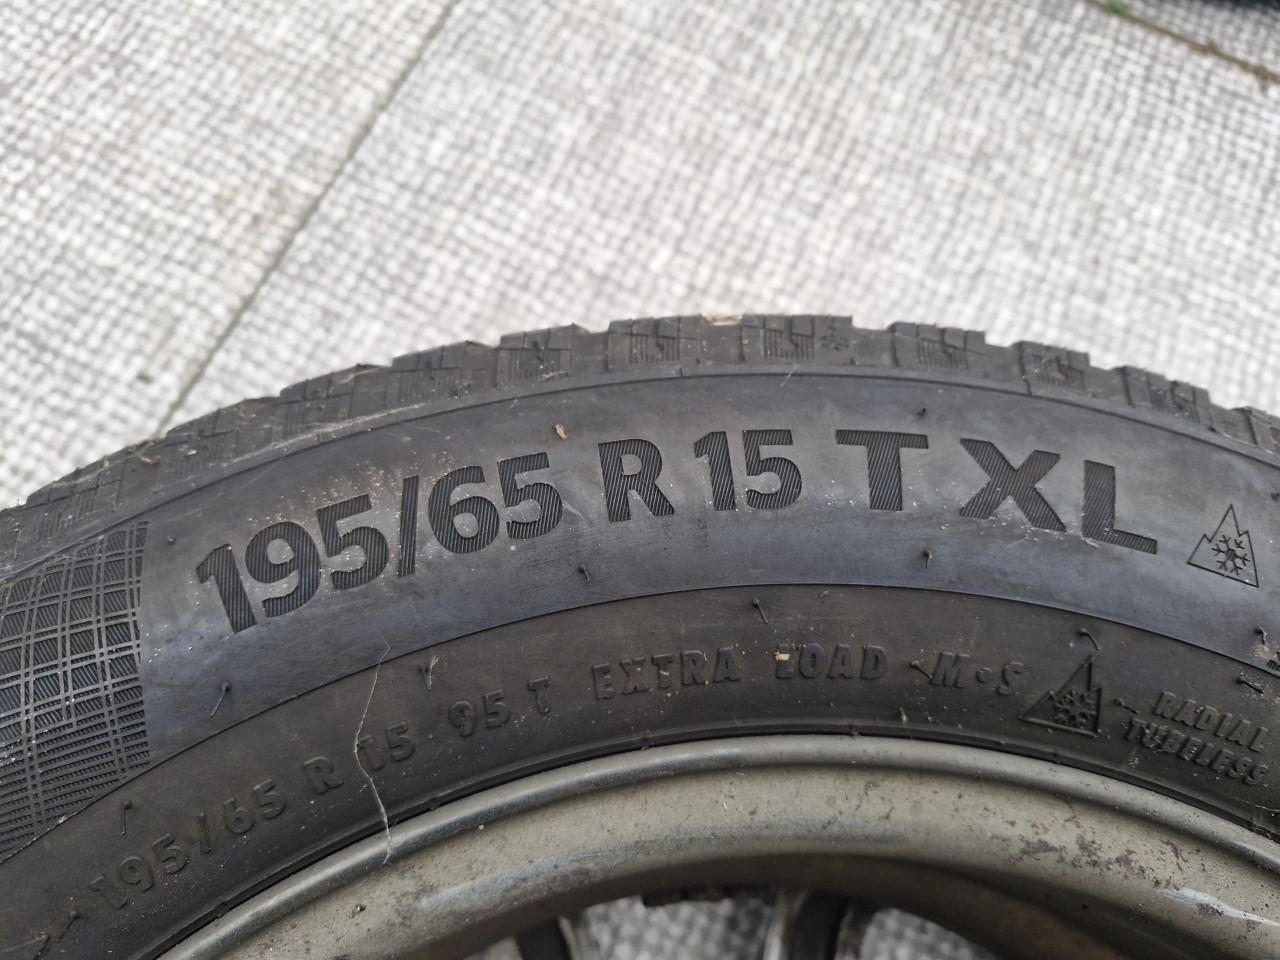 195/65 R 15 T XL
195/65 R 15 95 T EXTRA LOAD M•S RADIAL
TUBELESS